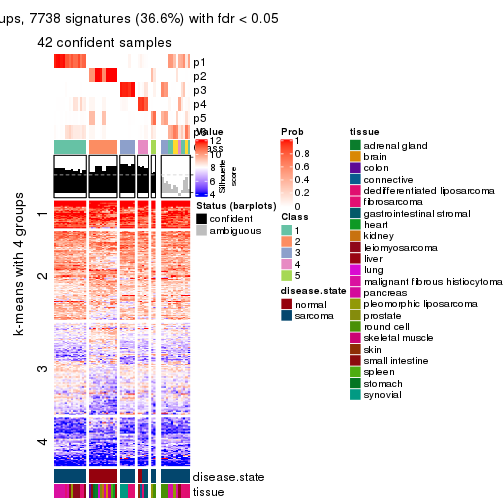 ups, 7738 signatures (36.6%) with fdr < 0.05
42 confident samples
p1
p2
p3
p4
p5
Value
12
10
8
6
4
Silhouette
score
1
2
3
4
k-means with 4 groups
disease.state
tissue
Status (barplots)
confident
ambiguous
Prob
1
0.8
0.6
0.4
0.2
0
Class
1
2
3
4
5
disease.state
normal
sarcoma
tissue
adrenal gland
brain
colon
connective
dedifferentiated liposarcoma
fibrosarcoma
gastrointestinal stromal
heart
kidney
leiomyosarcoma
liver
lung
malignant fibrous histiocytoma
pancreas
pleomorphic liposarcoma
prostate
round cell
skeletal muscle
skin
small intestine
spleen
stomach
synovial